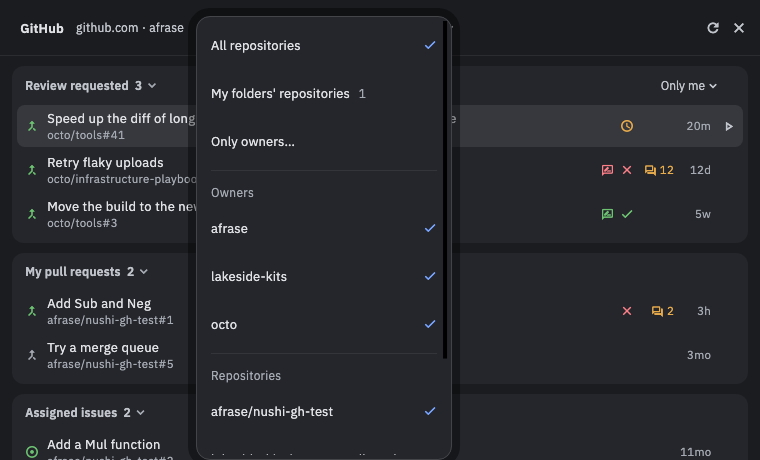 GitHub github.com · afrase
Review requested 3
Only me
Speed up the diff of long
octo/tools#41
20m
Retry flaky uploads
octo/infrastructure-playboo
12
12d
Move the build to the ne
octo/tools#3
5w
My pull requests 2
Add Sub and Neg
afrase/nushi-gh-test#1
2
3h
Try a merge queue
afrase/nushi-gh-test#5
3mo
Assigned issues 2
Add a Mul function
11mo
All repositories
My folders' repositories 1
Only owners...
Owners
afrase
lakeside-kits
octo
Repositories
afrase/nushi-gh-test